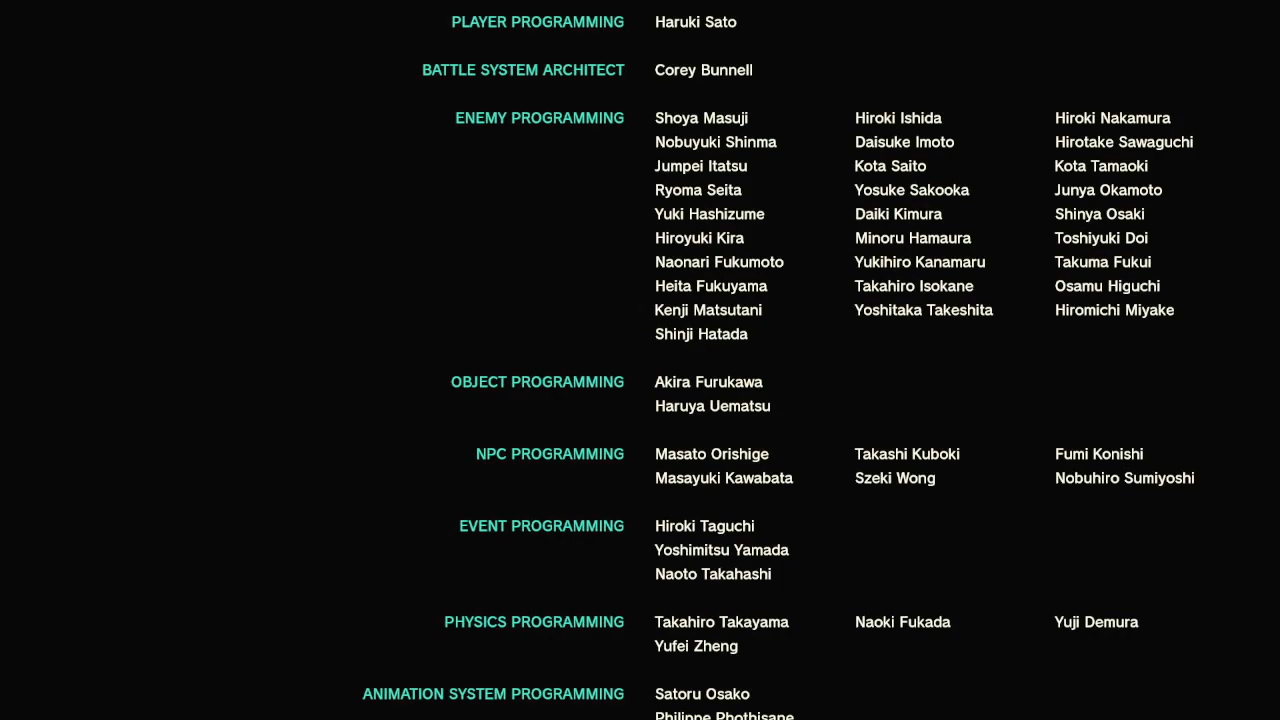 PLAYER PROGRAMMING Haruki Sato
BATTLE SYSTEM ARCHITECT Corey Bunnell
ENEMY PROGRAMMING Shoya Masuji Hiroki Ishida Hiroki Nakamura
Nobuyuki Shinma Daisuke Imoto Hirotake Sawaguchi
Jumpei Itatsu Kota Saito Kota Tamaoki
Ryoma Seita Yosuke Sakooka Junya Okamoto
Yuki Hashizume Daiki Kimura Shinya Osaki
Hiroyuki Kira Minoru Hamaura Toshiyuki Doi
Naonari Fukumoto Yukihiro Kanamaru Takuma Fukui
Heita Fukuyama Takahiro Isokane Osamu Higuchi
Kenji Matsutani Yoshitaka Takeshita Hiromichi Miyake
Shinji Hatada
OBJECT PROGRAMMING Akira Furukawa
Haruya Uematsu
NPC PROGRAMMING Masato Orishige Takashi Kuboki Fumi Konishi
Masayuki Kawabata Szeki Wong Nobuhiro Sumiyoshi
EVENT PROGRAMMING Hiroki Taguchi
Yoshimitsu Yamada
Naoto Takahashi
PHYSICS PROGRAMMING Takahiro Takayama Naoki Fukada Yuji Demura
Yufei Zheng
ANIMATION SYSTEM PROGRAMMING Satoru Osako
Philippe Phothisane